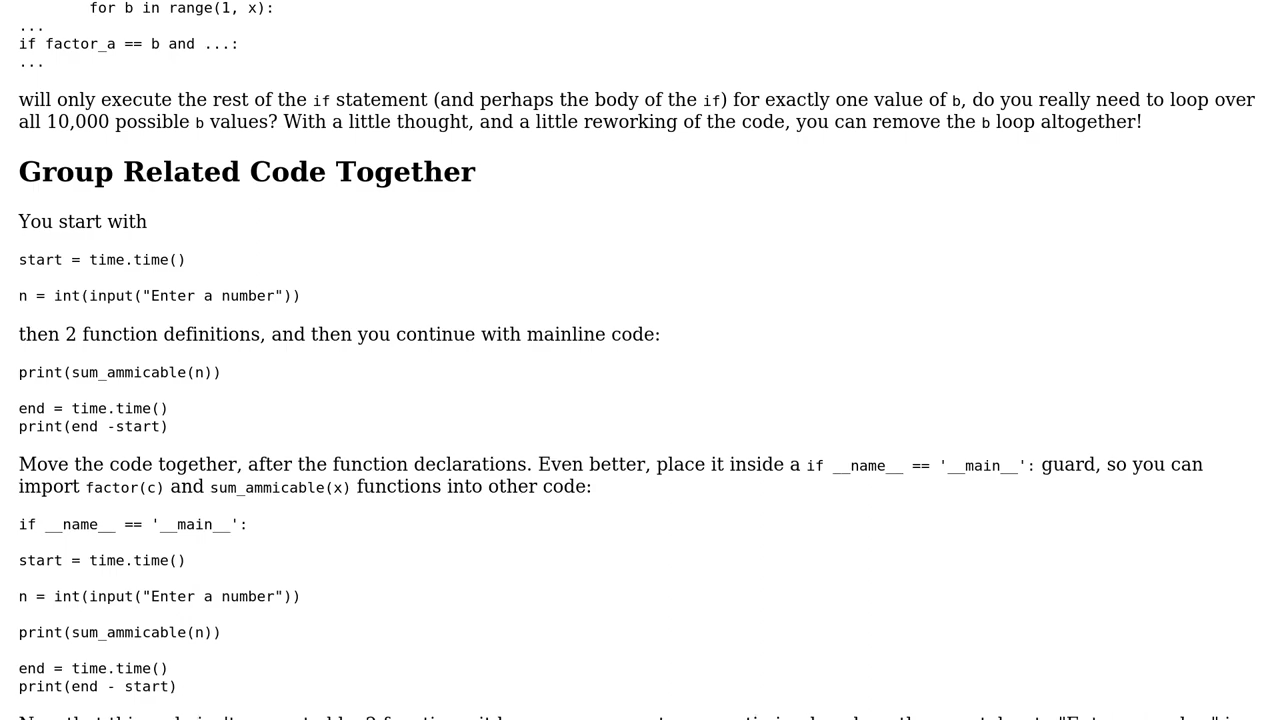 for b in range(1, x):
...
if factor_a == b and ...:
...
will only execute the rest of the if statement (and perhaps the body of the if) for exactly one value of b, do you really need to loop over
all 10,000 possible b values? With a little thought, and a little reworking of the code, you can remove the b loop altogether!
Group Related Code Together
You start with
start = time.time()
n = int(input("Enter a number"))
then 2 function definitions, and then you continue with mainline code:
print(sum_ammicable(n))
end = time.time()
print(end -start)
Move the code together, after the function declarations. Even better, place it inside a if __name__ == '__main__': guard, so you can
import factor(c) and sum_ammicable(x) functions into other code:
if __name__ == '__main__':
start = time.time()
n = int(input("Enter a number"))
print(sum_ammicable(n))
end = time.time()
print(end - start)